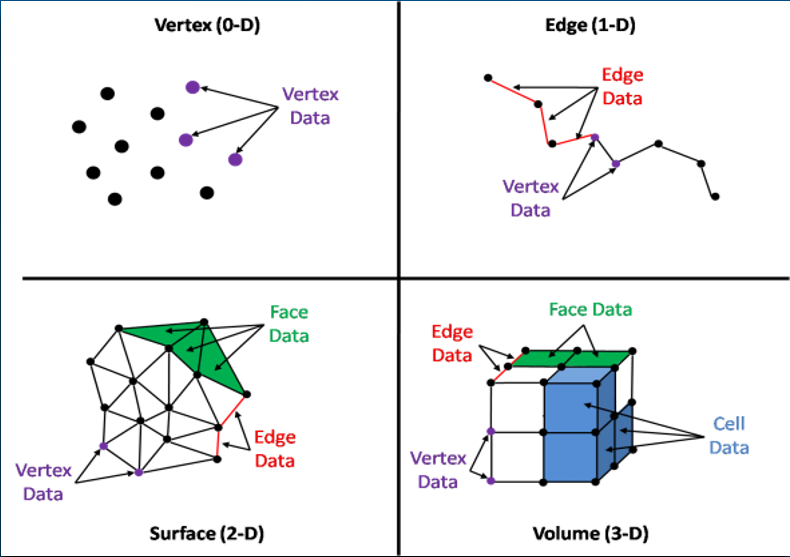 Vertex (0-D)
Vertex
Data
Edge (1-D)
Edge
Data
Vertex
Data
Face
Data
Edge
Data
Vertex
Data
Surface (2-D)
Face Data
Edge
Data
Cell
Data
Vertex
Data
Volume (3-D)